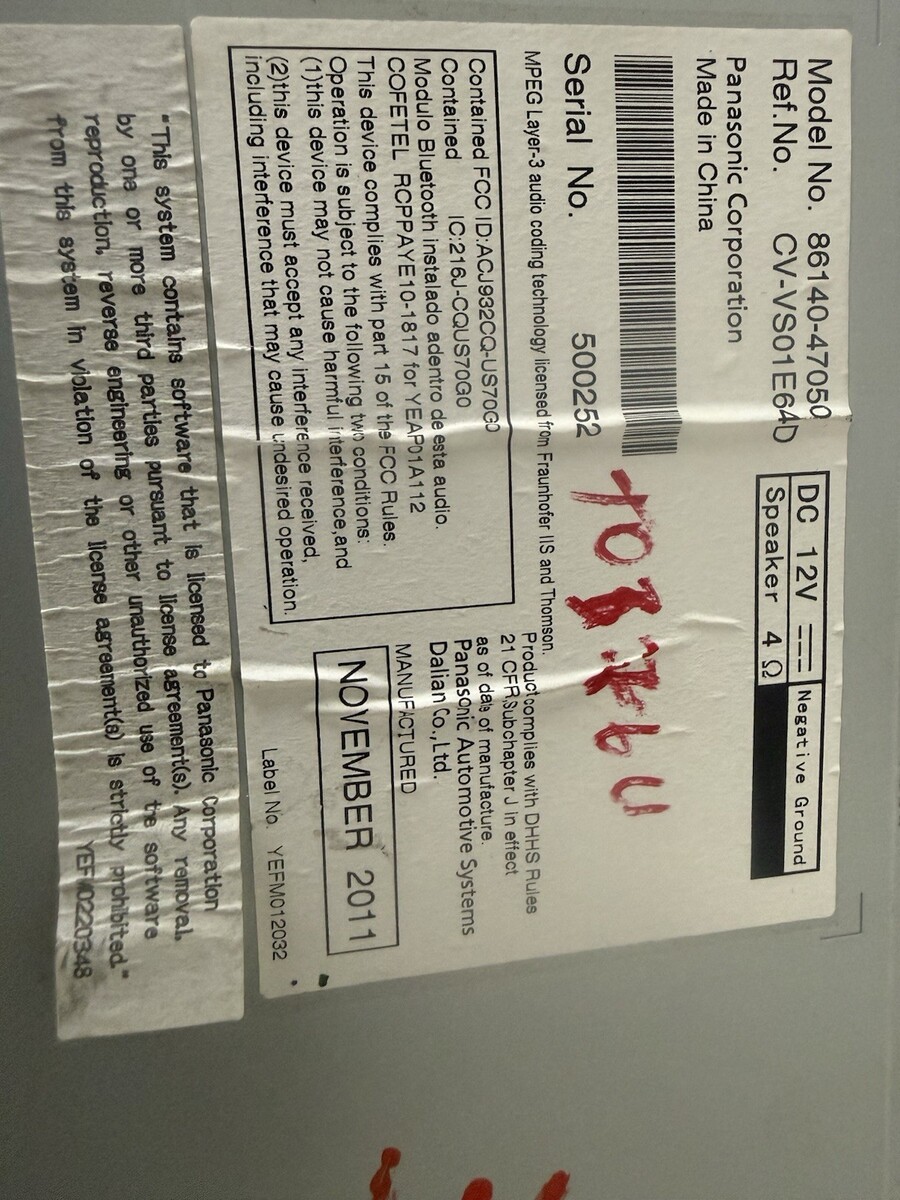 Model No. 86140-47050
Ref.No. CV-VS01E64D
DC 12V
Negative Ground
Speaker 4 Ω
Panasonic Corporation
Made in China
Serial No. 500252
MPEG Layer-3 audio coding technology licensed from Fraunhofer IIS and Thomson.
Contained FCC ID:ACJ932CQ-US70G0
Contained IC:216J-CQUS70G0
Modulo Bluetooth instalado adentro de esta audio.
COFETEL RCPPAYE10-1817 for YEAP01A112
This device complies with part 15 of the FCC Rules.
Operation is subject to the following two conditions:
(1)this device may not cause harmful interference,and
(2)this device must accept any interference received,
including interference that may cause undesired operation.
Product complies with DHHS Rules
21 CFR Subchapter J in effect
as of date of manufacture.
Panasonic Automotive Systems
Dalian Co.,Ltd.
MANUFACTURED
NOVEMBER 2011
Label No. YEFM012032
"This system contains software that is licensed to Panasonic Corporation
by one or more third parties pursuant to license agreement(s). Any removal,
reproduction, reverse engineering or other unauthorized use of the software
from this system in violation of the license agreement(s) is strictly prohibited."
YEFM0220348